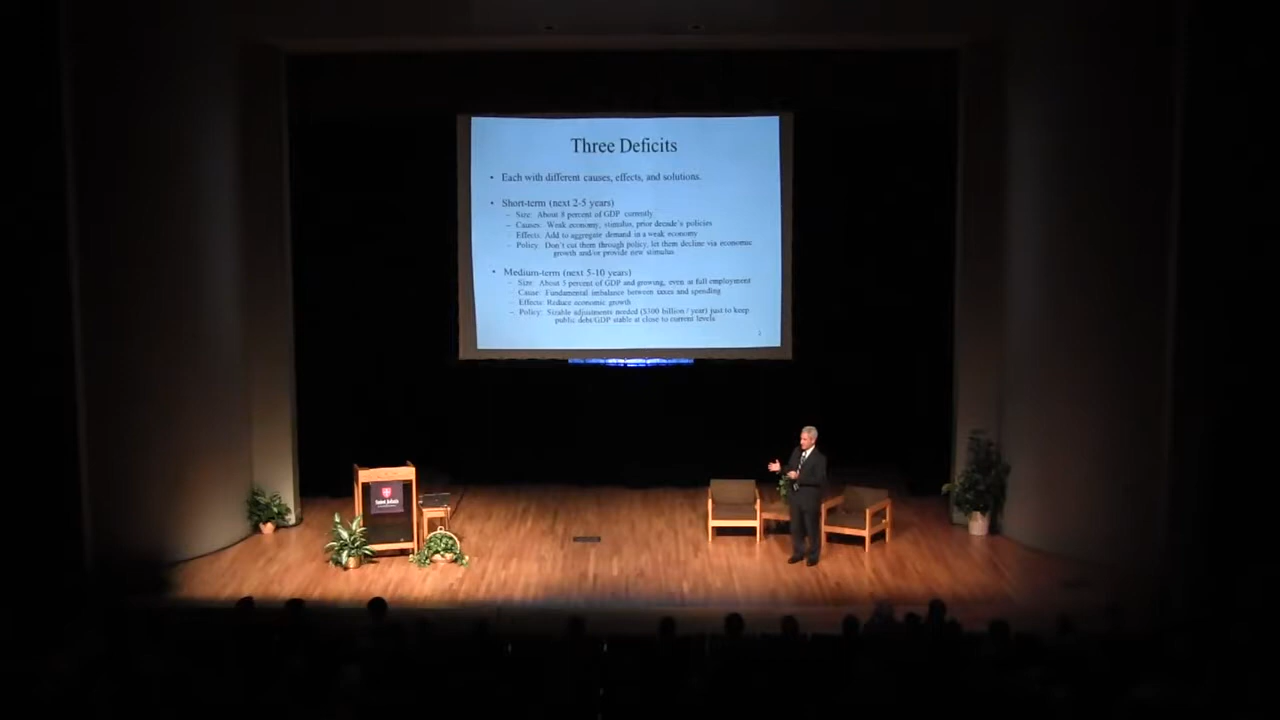 Three Deficits
• Each with different causes, effects, and solutions.
• Short-term (next 2-5 years)
– Size: About 8 percent of GDP currently
– Causes: Weak economy, stimulus, prior decade's policies
– Effects: Add to aggregate demand in a weak economy
– Policy: Don't cut them through policy, let them decline via economic
growth and/or provide new stimulus
• Medium-term (next 5-10 years)
– Size: About 5 percent of GDP and growing, even at full employment
– Cause: Fundamental imbalance between taxes and spending
– Effects: Reduce economic growth
– Policy: Sizable adjustments needed ($300 billion / year) just to keep
public debt/GDP stable at close to current levels
Saint John's